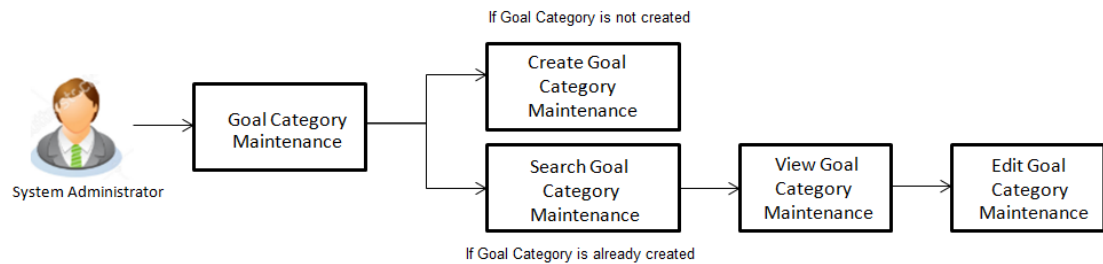 If Goal Category is not created
Create Goal
Category
Maintenance
Goal Category
Maintenance
System Administrator
Search Goal
Category
Maintenance
View Goal
Category
Maintenance
Edit Goal
Category
Maintenance
If Goal Category is already created